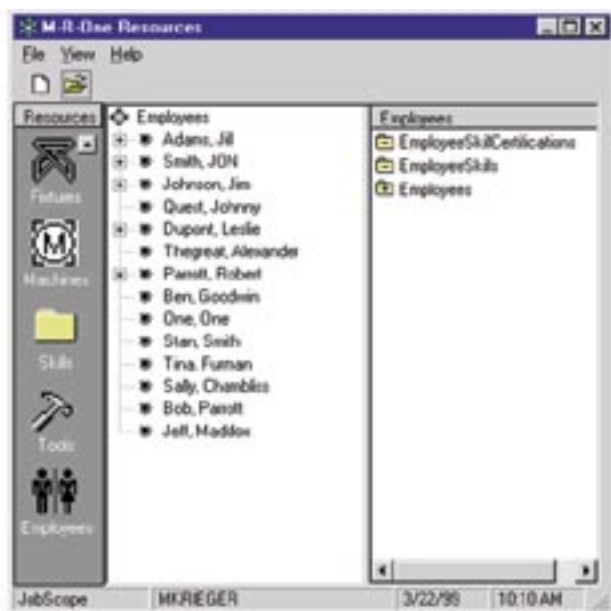 M-R-One Resources
File View Help
Resources
Fixtures
Machines
Skills
Tools
Employees
Employees
Adams, Jill
Smith, JON
Johnson, Jim
Quest, Johnny
Dupont, Leslie
Thegreat, Alexander
Parrott, Robert
Ben, Goodwin
One, One
Stan, Smith
Tina, Furman
Sally, Chambliss
Bob, Parrott
Jeff, Maddox
Employees
EmployeeSkillCertifications
EmployeeSkills
Employees
JobScope MKRIEGER 3/22/99 10:10 AM